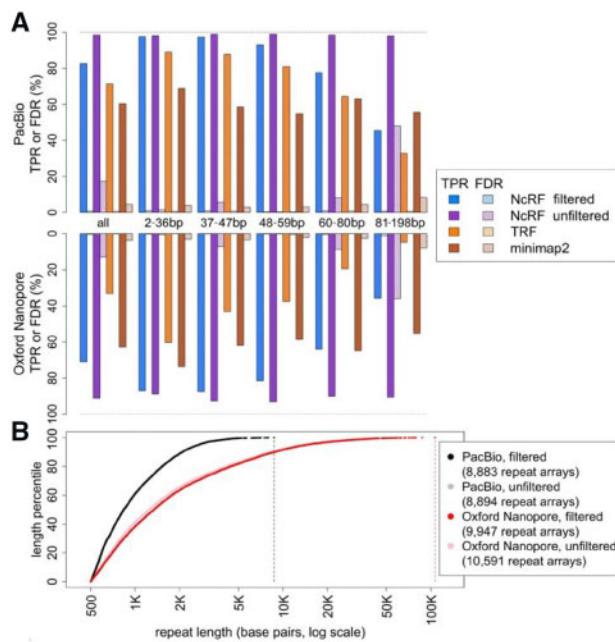 A
PacBio
TPR or FDR (%)
100
80
60
40
20
0
all
2-36bp
37-47bp
48-59bp
60-80bp
81-198bp
Oxford Nanopore
TPR or FDR (%)
0
20
40
60
80
100
TPR FDR
NcRF filtered
NcRF unfiltered
TRF
minimap2
B
length percentile
100
80
60
40
20
0
500
1K
2K
5K
10K
20K
50K
100K
repeat length (base pairs, log scale)
PacBio, filtered
(8,883 repeat arrays)
PacBio, unfiltered
(8,894 repeat arrays)
Oxford Nanopore, filtered
(9,947 repeat arrays)
Oxford Nanopore, unfiltered
(10,591 repeat arrays)